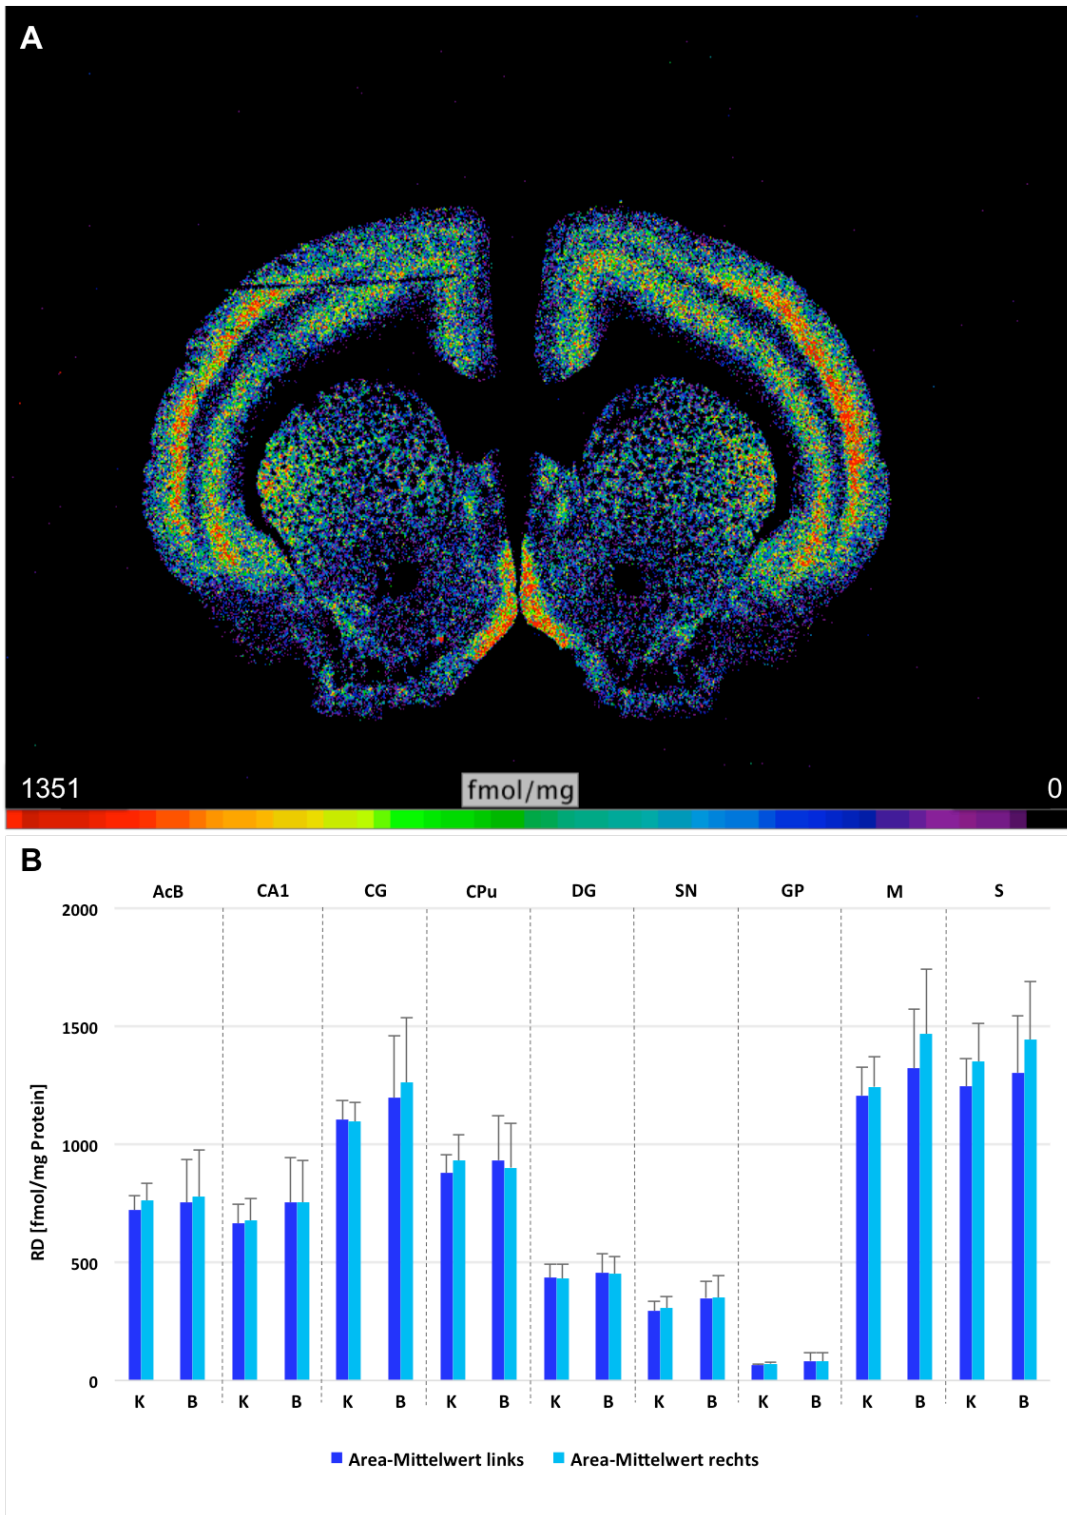 A
1351 fmol/mg 0
B
AcB CA1 CG CPu DG SN GP M S
2000
1500
1000
500
0
RD [fmol/mg Protein]
K B K B K B K B K B K B K B K B K B
Area-Mittelwert links Area-Mittelwert rechts